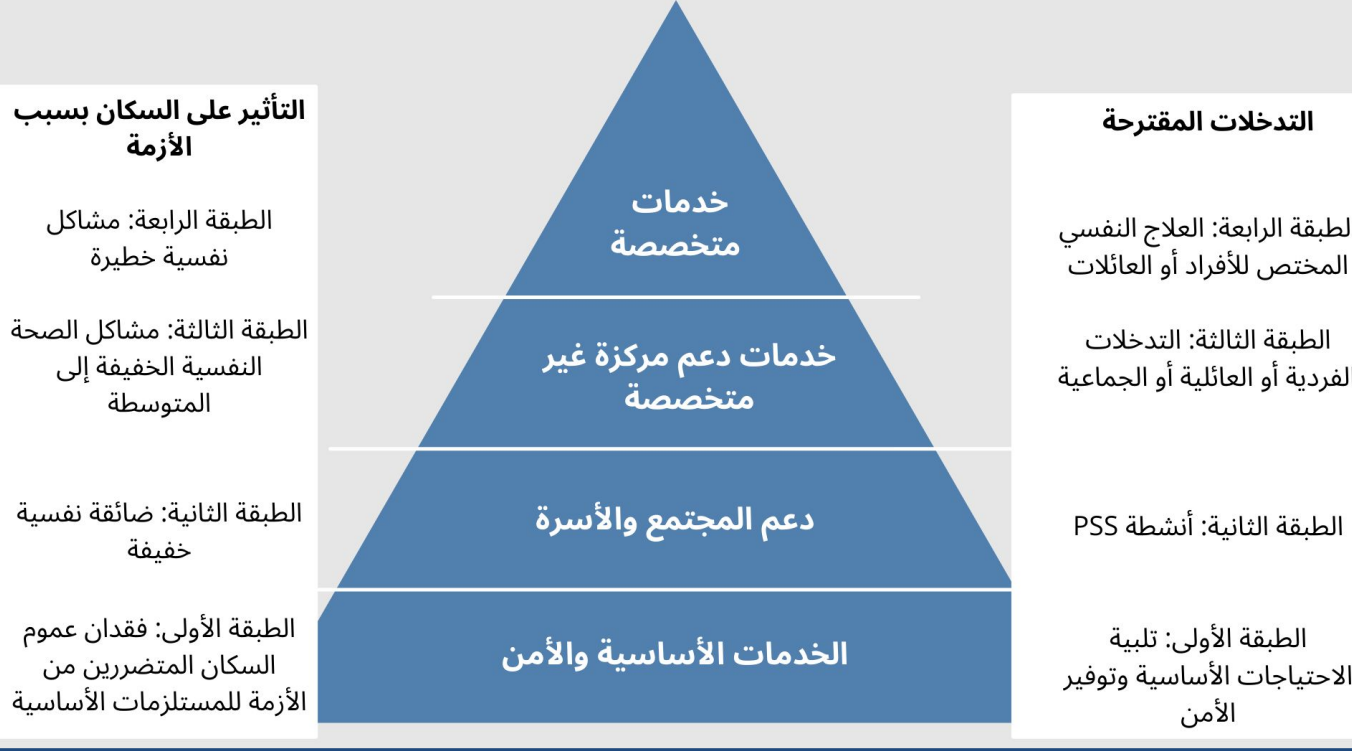 التأثير على السكان بسبب
الأزمة
الطبقة الرابعة: مشاكل
نفسية خطيرة
الطبقة الثالثة: مشاكل الصحة
النفسية الخفيفة إلى
المتوسطة
الطبقة الثانية: ضائقة نفسية
خفيفة
الطبقة الأولى: فقدان عموم
السكان المتضررين من
الأزمة للمستلزمات الأساسية
خدمات
متخصصة
خدمات دعم مركزة غير
متخصصة
دعم المجتمع والأسرة
الخدمات الأساسية والأمن
التدخلات المقترحة
لطبقة الرابعة: العلاج النفسي
المختص للأفراد أو العائلات
الطبقة الثالثة: التدخلات
الفردية أو العائلية أو الجماعية
الطبقة الثانية: أنشطة PSS
الطبقة الأولى: تلبية
الاحتياجات الأساسية وتوفير
الأمن